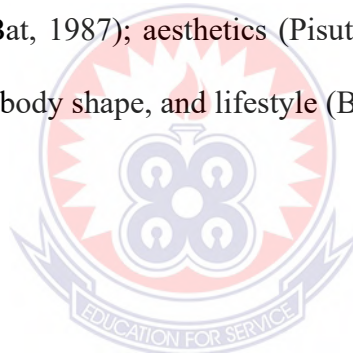 Bat, 1987); aesthetics (Pisut
body shape, and lifestyle (B
EDUCATION FOR SERVICE